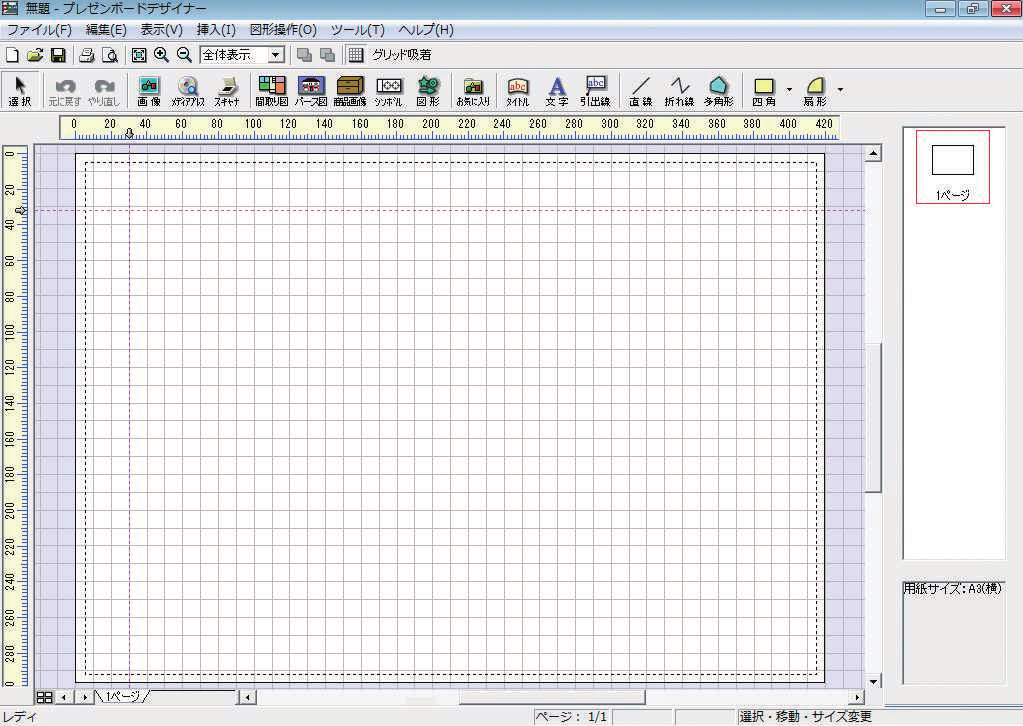 無題 - プレゼンボードデザイナー
ファイル(F) 編集(E) 表示(V) 挿入(I) 図形操作(O) ツール(T) ヘルプ(H)
全体表示 グリッド吸着
選択 元に戻す やり直し 画像 メディアプレス スキャナ 間取り図 パース図 商品画像 シンボル 図形 お気に入り タイトル 文字 引出線 直線 折れ線 多角形 四角 扇形
abc A abc
0 20 40 60 80 100 120 140 160 180 200 220 240 260 280 300 320 340 360 380 400 420
0
20
40
60
80
100
120
140
160
180
200
220
240
260
280
1ページ
用紙サイズ:A3(横)
1ページ
レディ ページ: 1/1 選択・移動・サイズ変更